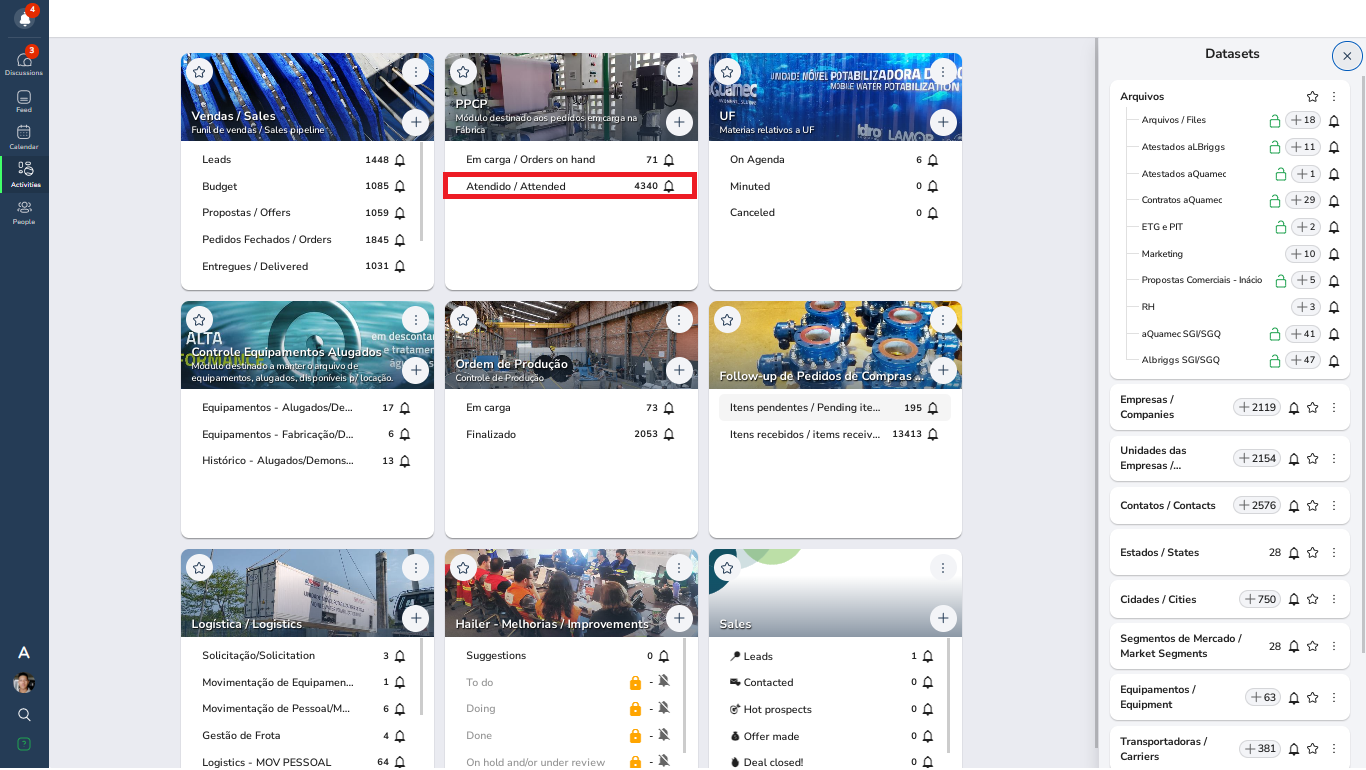 4
3
Discussions
Feed
Calendar
Activities
People
A
?
Vendas / Sales
Funil de vendas / Sales pipeline
Leads 1448
Budget 1085
Propostas / Offers 1059
Pedidos Fechados / Orders 1845
Entregues / Delivered 1031
PPCP
Módulo destinado aos pedidos em carga na
Fábrica
Em carga / Orders on hand 71
Atendido / Attended 4340
UNIDADE MÓVEL POTABILIZADORA
MOBILE WATER POTABILIZATION
UF
Materias relativos a UF
On Agenda 6
Minuted 0
Canceled 0
ALTA
em descontar
e tratamen
Controle Equipamentos Alugados
Módulo destinado a manter o arquivo de
equipamentos, alugados, disponíveis p/ locação.
Equipamentos - Alugados/De... 17
Equipamentos - Fabricação/D... 6
Histórico - Alugados/Demons... 13
Ordem de Produção
Controle de Produção
Em carga 73
Finalizado 2053
Follow-up de Pedidos de Compras ...
Itens pendentes / Pending ite... 195
Itens recebidos / items receiv... 13413
Logística / Logistics
Solicitação/Solicitation 3
Movimentação de Equipamen... 1
Movimentação de Pessoal/M... 6
Gestão de Frota 4
Logistics - MOV PESSOAL 64
Hailer - Melhorias / Improvements
Suggestions 0
To do -
Doing -
Done -
On hold and/or under review -
Sales
Leads 1
Contacted 0
Hot prospects 0
Offer made 0
Deal closed! 0
Datasets
Arquivos
Arquivos / Files 18
Atestados aLBriggs 11
Atestados aQuamec 1
Contratos aQuamec 29
ETG e PIT 2
Marketing 10
Propostas Comerciais - Inácio 5
RH 3
aQuamec SGI/SGQ 41
Albriggs SGI/SGQ 47
Empresas /
Companies 2119
Unidades das
Empresas /... 2154
Contatos / Contacts 2576
Estados / States 28
Cidades / Cities 750
Segmentos de Mercado /
Market Segments 28
Equipamentos /
Equipment 63
Transportadoras /
Carriers 381